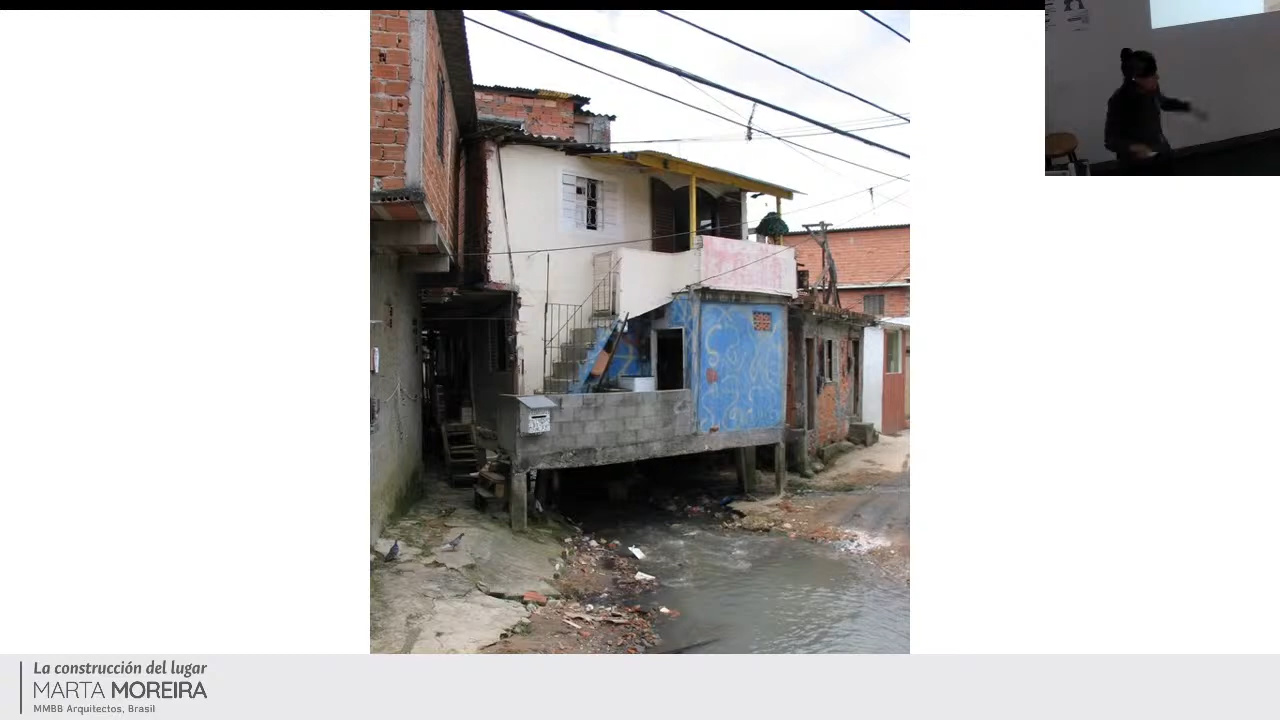 La construcción del lugar
MARTA MOREIRA
MMBB Arquitectos, Brasil